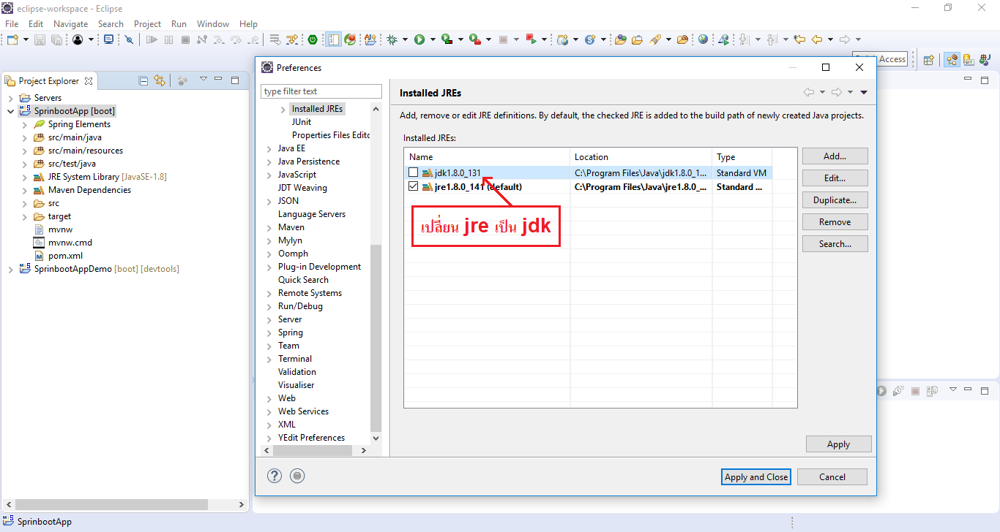 eclipse-workspace - Eclipse
File Edit Navigate Search Project Run Window Help
Access
Project Explorer
Servers
SprinbootApp [boot]
Spring Elements
src/main/java
src/main/resources
src/test/java
JRE System Library [JavaSE-1.8]
Maven Dependencies
src
target
mvnw
mvnw.cmd
pom.xml
SprinbootAppDemo [boot] [devtools]
Preferences
type filter text
Installed JREs
JUnit
Properties Files Edito
Java EE
Java Persistence
JavaScript
JDT Weaving
JSON
Language Servers
Maven
Mylyn
Oomph
Plug-in Development
Quick Search
Remote Systems
Run/Debug
Server
Spring
Team
Terminal
Validation
Visualiser
Web
Web Services
XML
YEdit Preferences
Installed JREs
Add, remove or edit JRE definitions. By default, the checked JRE is added to the build path of newly created Java projects.
Installed JREs:
Name Location Type
jdk1.8.0_131 C:\Program Files\Java\jdk1.8.0_1... Standard VM
jre1.8.0_141 (default) C:\Program Files\Java\jre1.8.0_... Standard ...
เปลี่ยน jre เป็น jdk
Add...
Edit...
Duplicate...
Remove
Search...
Apply
Apply and Close Cancel
SprinbootApp